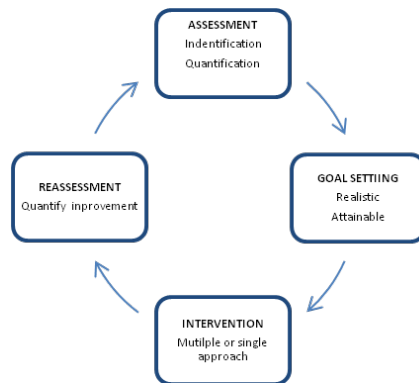 ASSESSMENT
Indentification
Quantification
GOAL SETTIING
Realistic
Attainable
INTERVENTION
Mutilple or single
approach
REASSESSMENT
Quantify inprovement